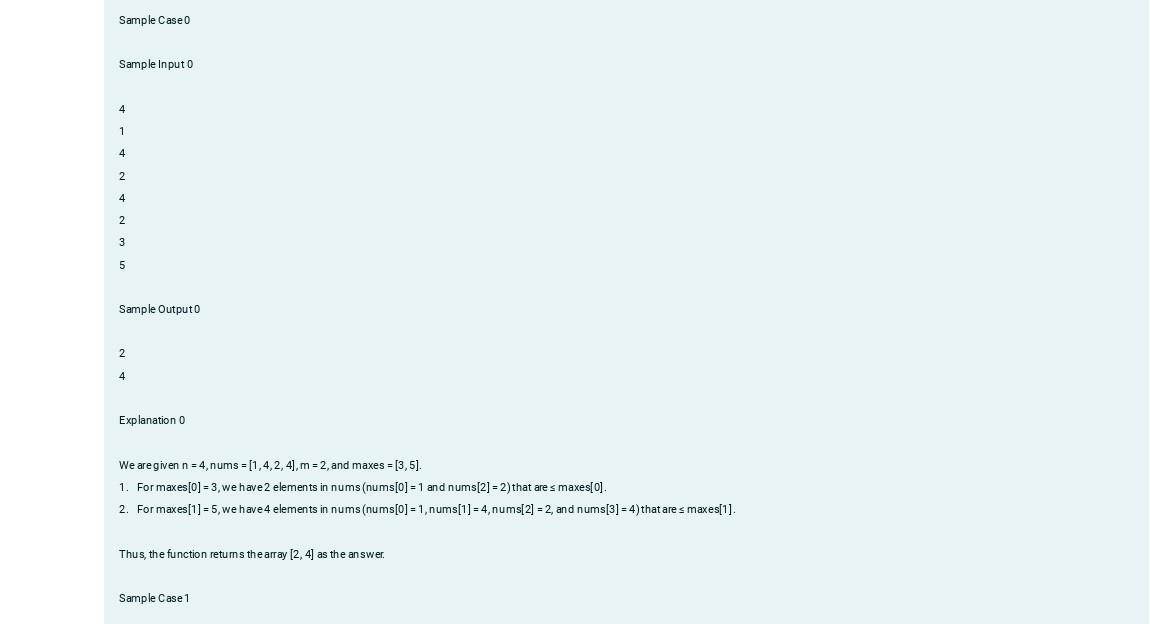 Sample Case 0
Sample Input 0
4
1
4
2
4
2
3
5
Sample Output 0
2
4
Explanation 0
We are given n = 4, nums = [1, 4, 2, 4], m = 2, and maxes = [3, 5].
1. For maxes[0] = 3, we have 2 elements in nums (nums[0] = 1 and nums[2] = 2) that are ≤ maxes[0].
2. For maxes[1] = 5, we have 4 elements in nums (nums[0] = 1, nums[1] = 4, nums[2] = 2, and nums[3] = 4) that are ≤ maxes[1].
Thus, the function returns the array [2, 4] as the answer.
Sample Case 1